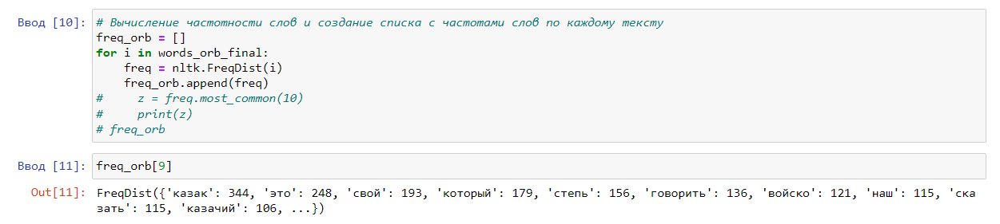 Ввод [10]: # Вычисление частотности слов и создание списка с частотами слов по каждому тексту
freq_orb = []
for i in words_orb_final:
    freq = nltk.FreqDist(i)
    freq_orb.append(freq)
#     z = freq.most_common(10)
#     print(z)
# freq_orb
Ввод [11]: freq_orb[9]
Out[11]: FreqDist({'казак': 344, 'это': 248, 'свой': 193, 'который': 179, 'степь': 156, 'говорить': 136, 'войско': 121, 'наш': 115, 'ска
зать': 115, 'казачий': 106, ...})